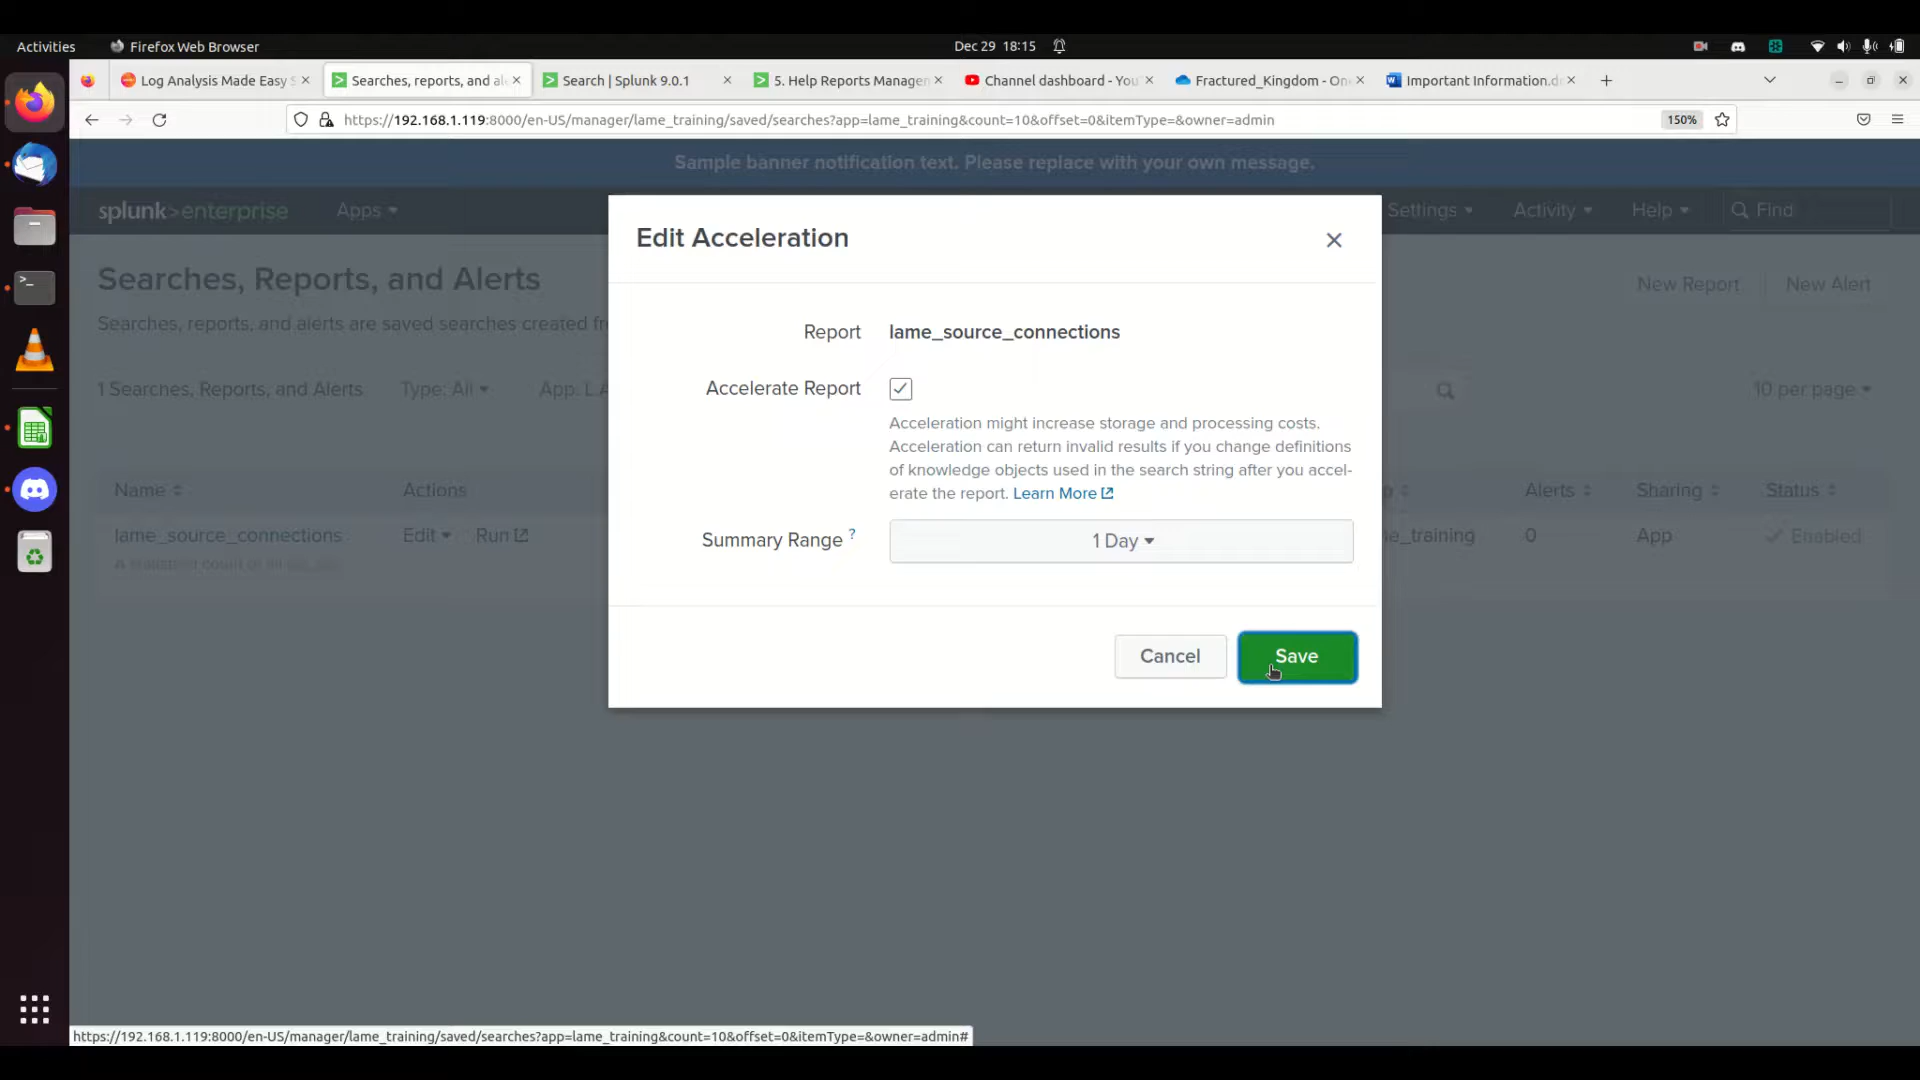 Activities
Firefox Web Browser
Dec 29 18:15
Log Analysis Made Easy S
Searches, reports, and al
Search | Splunk 9.0.1
5. Help Reports Managem
Channel dashboard - You
Fractured_Kingdom - On
Important Information.d
https://192.168.1.119:8000/en-US/manager/lame_training/saved/searches?app=lame_training&count=10&offset=0&itemType=&owner=admin
150%
Sample banner notification text. Please replace with your own message.
splunk>enterprise
Apps
Settings
Activity
Help
Find
Edit Acceleration
Searches, Reports, and Alerts
New Report
New Alert
Searches, reports, and alerts are saved searches created
Report lame_source_connections
1 Searches, Reports, and Alerts
Type: All
App: L.A
10 per page
Accelerate Report
Acceleration might increase storage and processing costs.
Acceleration can return invalid results if you change definitions
of knowledge objects used in the search string after you accel-
erate the report. Learn More
Name
Actions
Alerts
Sharing
Status
lame_source_connections
Edit
Run
e_training
0
App
Enabled
Summary Range ?
1 Day
Cancel
Save
https://192.168.1.119:8000/en-US/manager/lame_training/saved/searches?app=lame_training&count=10&offset=0&itemType=&owner=admin#